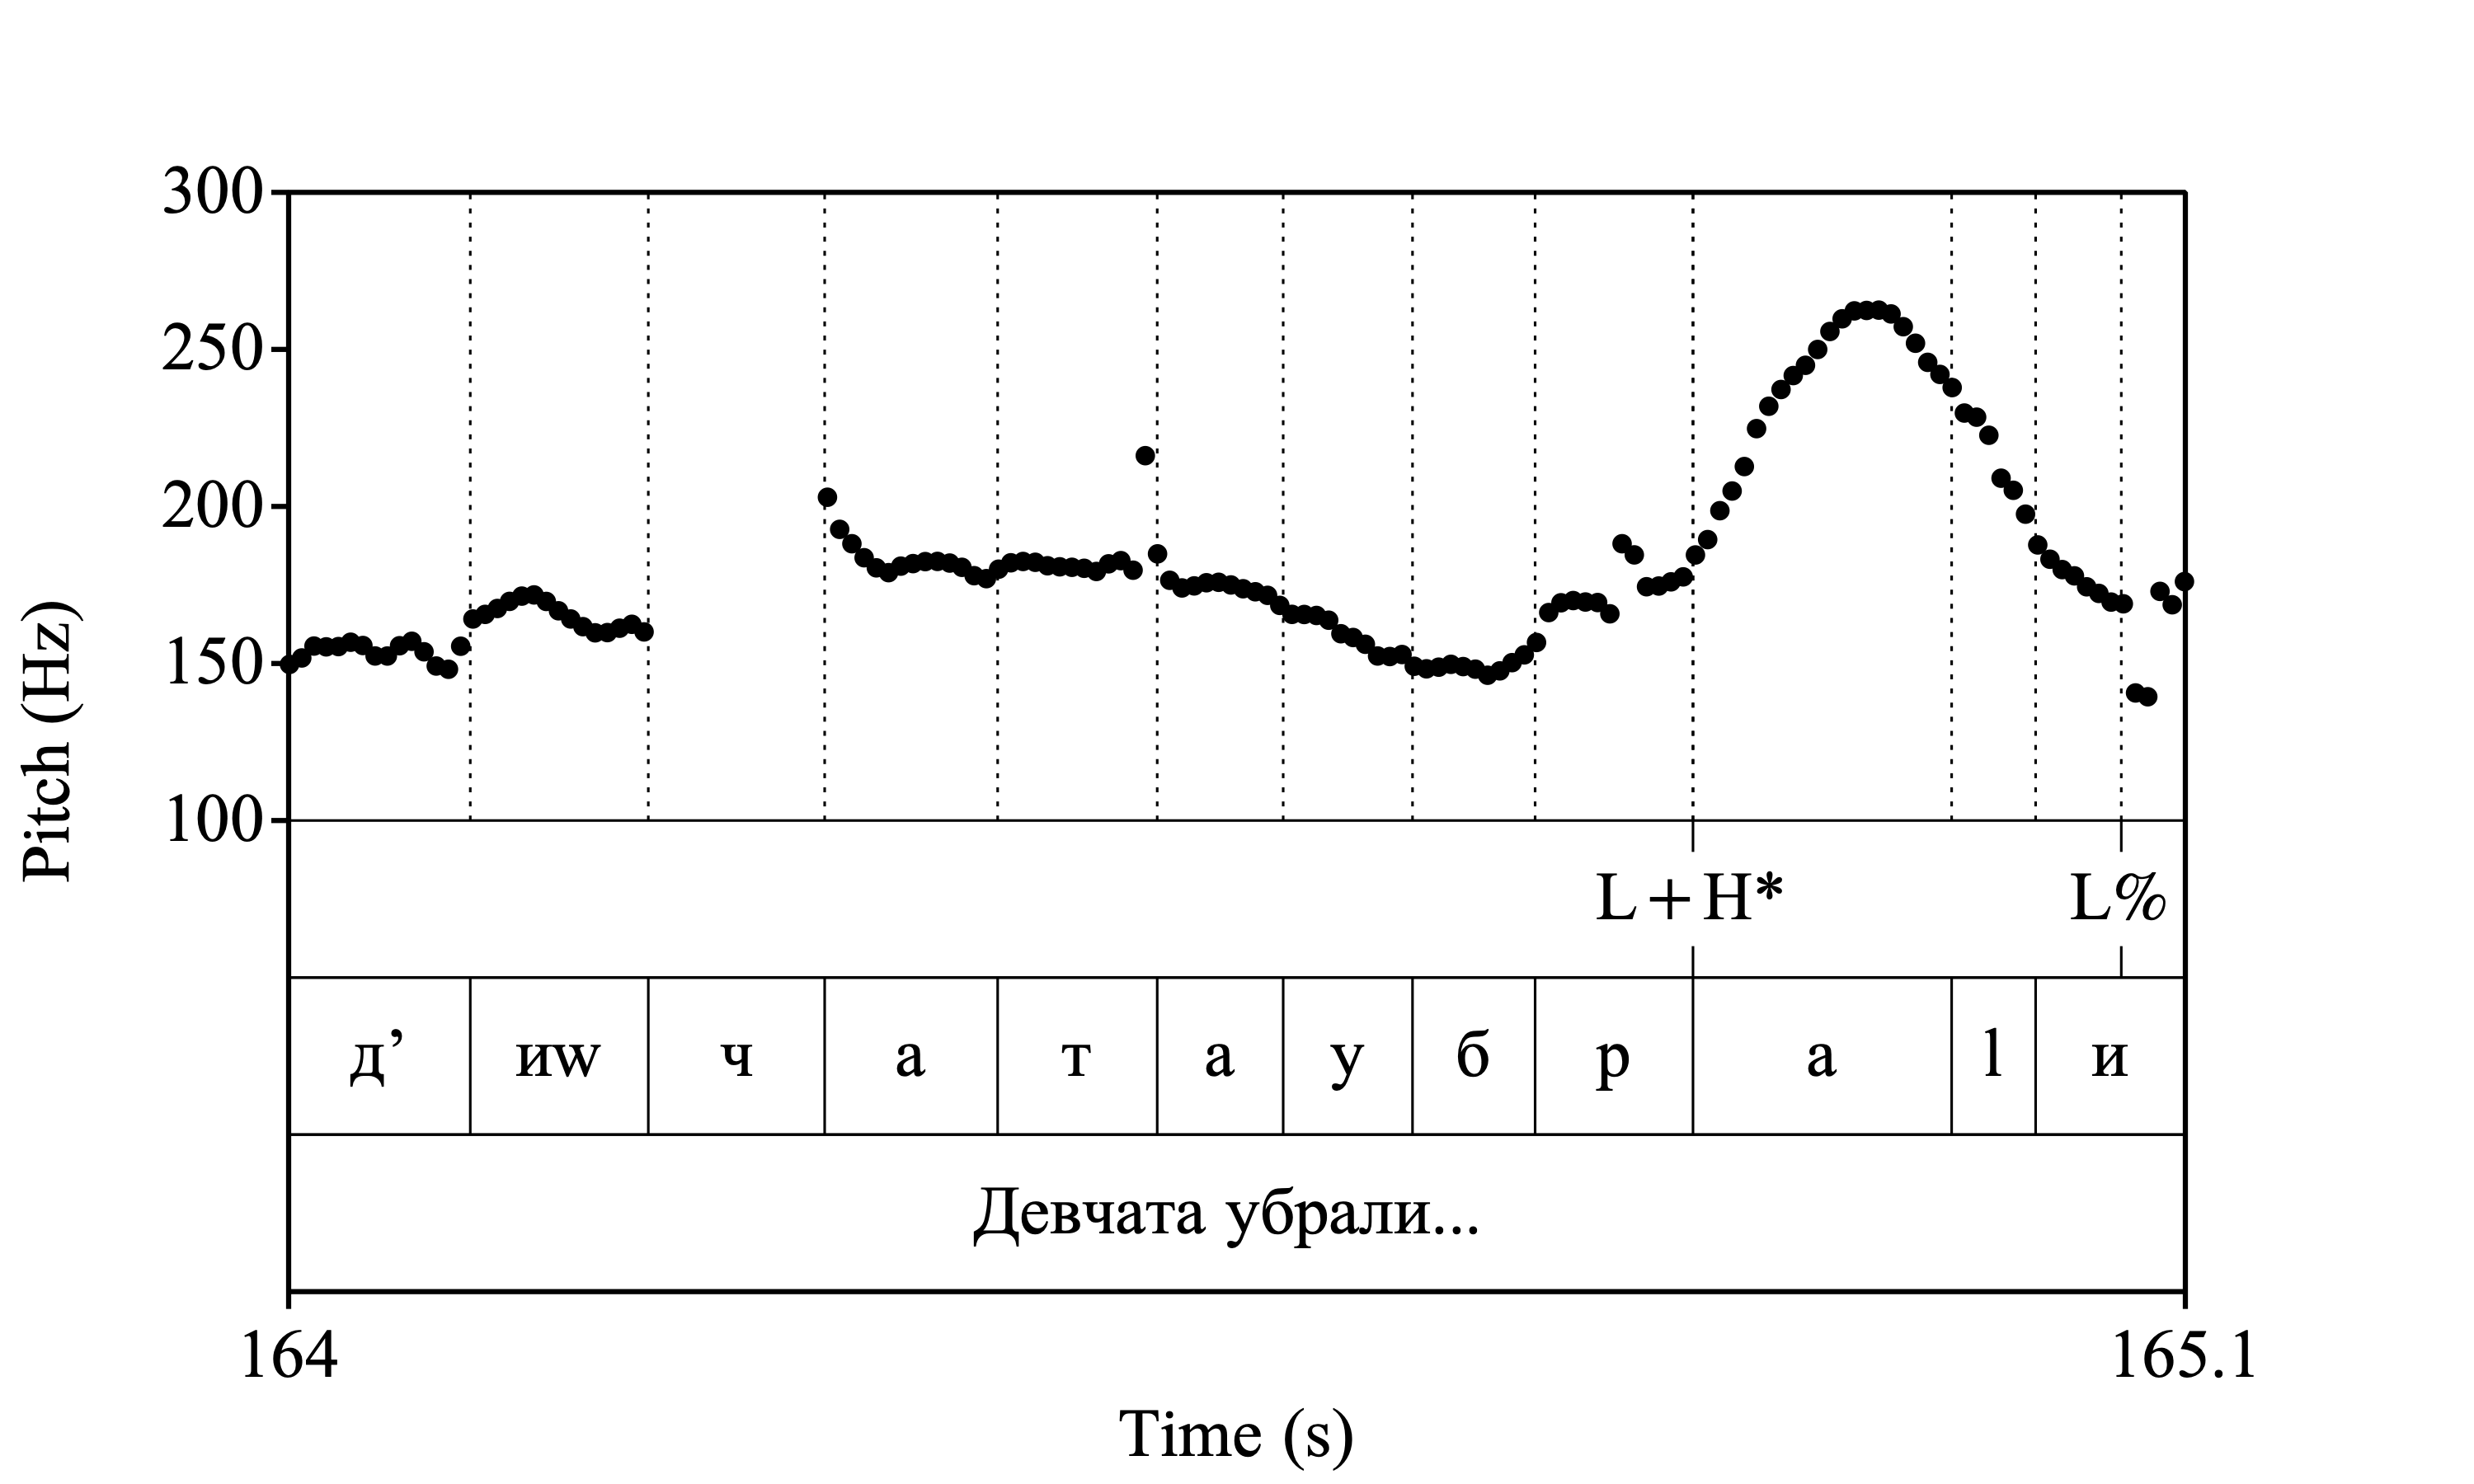 300
250
200
150
100
Pitch (Hz)
L+H* L%
д’ иw ч а т а у б р а l и
Девчата убрали...
164 165.1
Time (s)